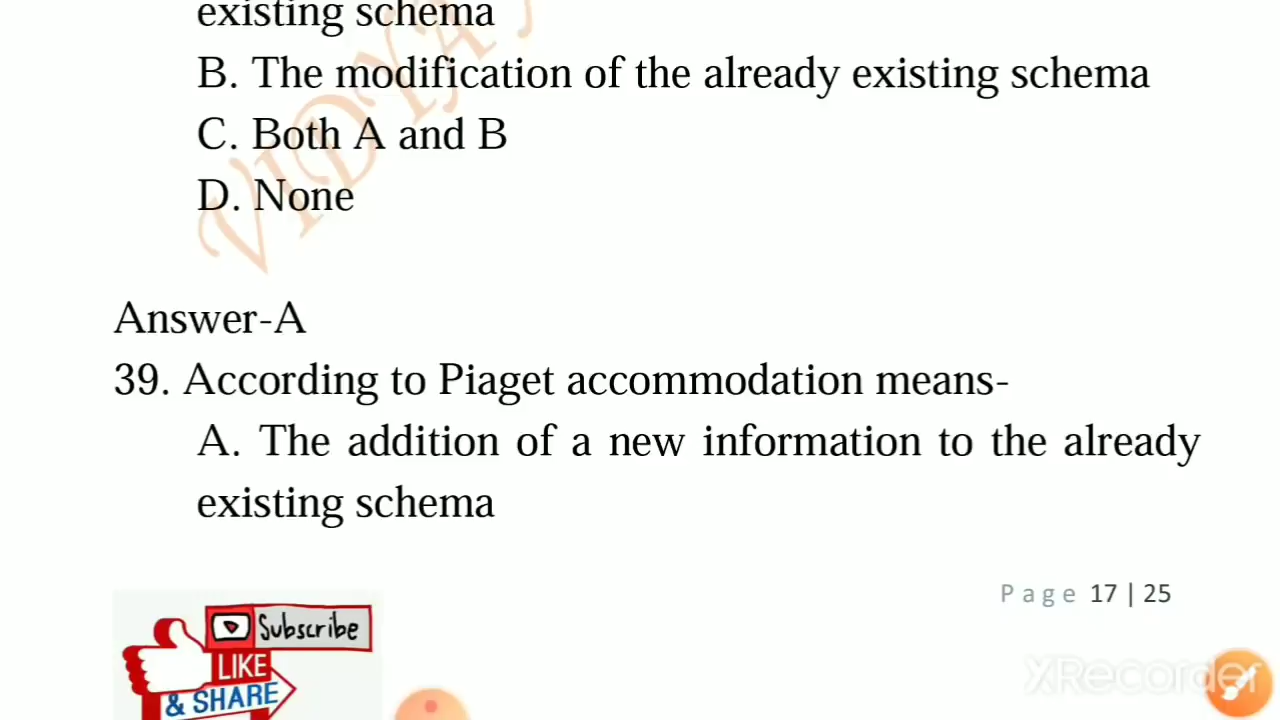 existing schema
B. The modification of the already existing schema
C. Both A and B
D. None
Answer-A
39. According to Piaget accommodation means-
A. The addition of a new information to the already
existing schema
Page 17 | 25
Subscribe
LIKE
& SHARE
XRecorder